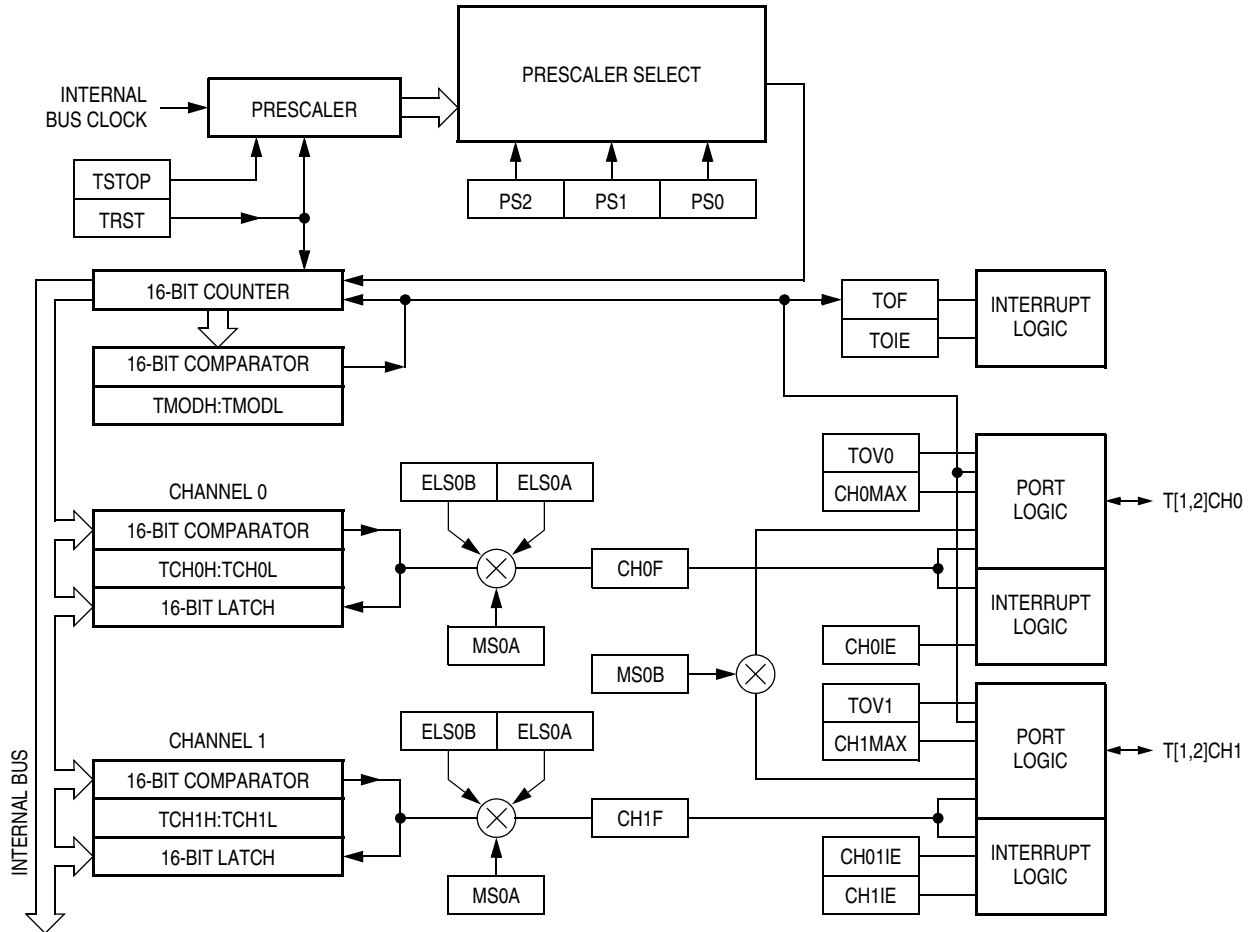 PRESCALER SELECT
INTERNAL
BUS CLOCK
PRESCALER
TSTOP
TRST
PS2
PS1
PS0
16-BIT COUNTER
TOF
TOIE
INTERRUPT
LOGIC
16-BIT COMPARATOR
TMODH:TMODL
TOV0
CH0MAX
PORT
LOGIC
T[1,2]CH0
CHANNEL 0
ELS0B
ELS0A
16-BIT COMPARATOR
TCH0H:TCH0L
16-BIT LATCH
CH0F
MS0A
INTERRUPT
LOGIC
CH0IE
MS0B
TOV1
CH1MAX
PORT
LOGIC
T[1,2]CH1
CHANNEL 1
ELS0B
ELS0A
16-BIT COMPARATOR
TCH1H:TCH1L
16-BIT LATCH
CH1F
MS0A
CH01IE
CH1IE
INTERRUPT
LOGIC
INTERNAL BUS